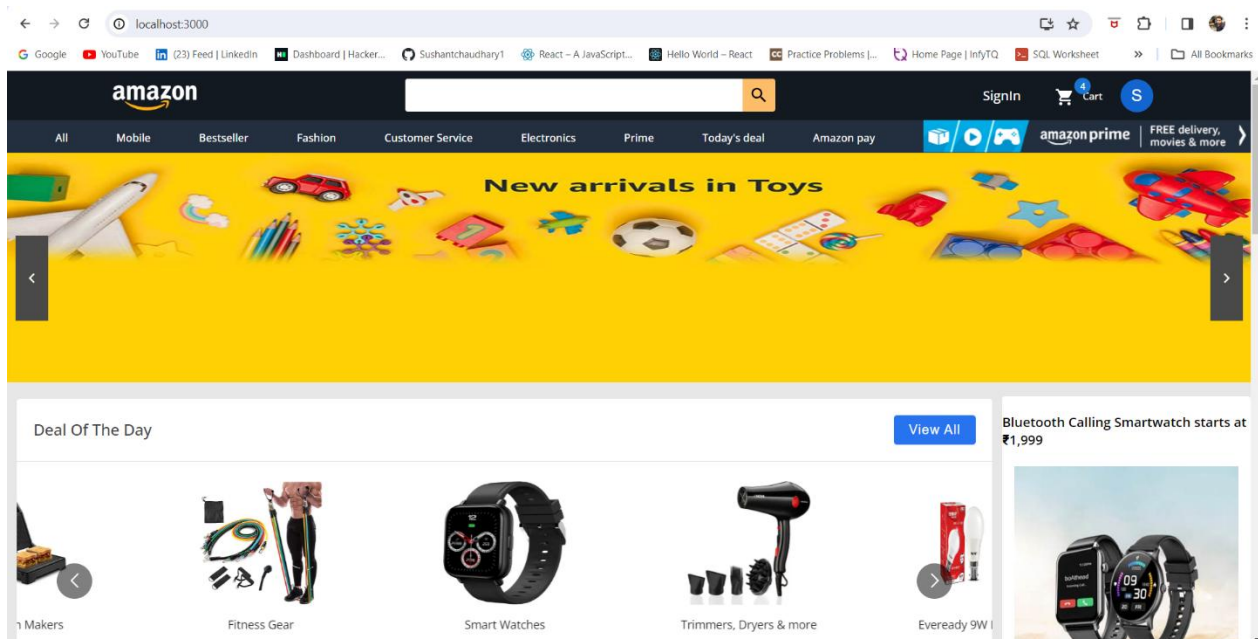 localhost:3000
Google YouTube (23) Feed | LinkedIn Dashboard | Hacker... Sushantchaudhary1 React – A JavaScript... Hello World – React Practice Problems |... Home Page | InfyTQ SQL Worksheet » All Bookmarks
amazon SignIn 4 Cart S
All Mobile Bestseller Fashion Customer Service Electronics Prime Today's deal Amazon pay amazon prime FREE delivery,
movies & more
New arrivals in Toys
Deal Of The Day View All
Bluetooth Calling Smartwatch starts at
₹1,999
n Makers Fitness Gear Smart Watches Trimmers, Dryers & more Eveready 9W